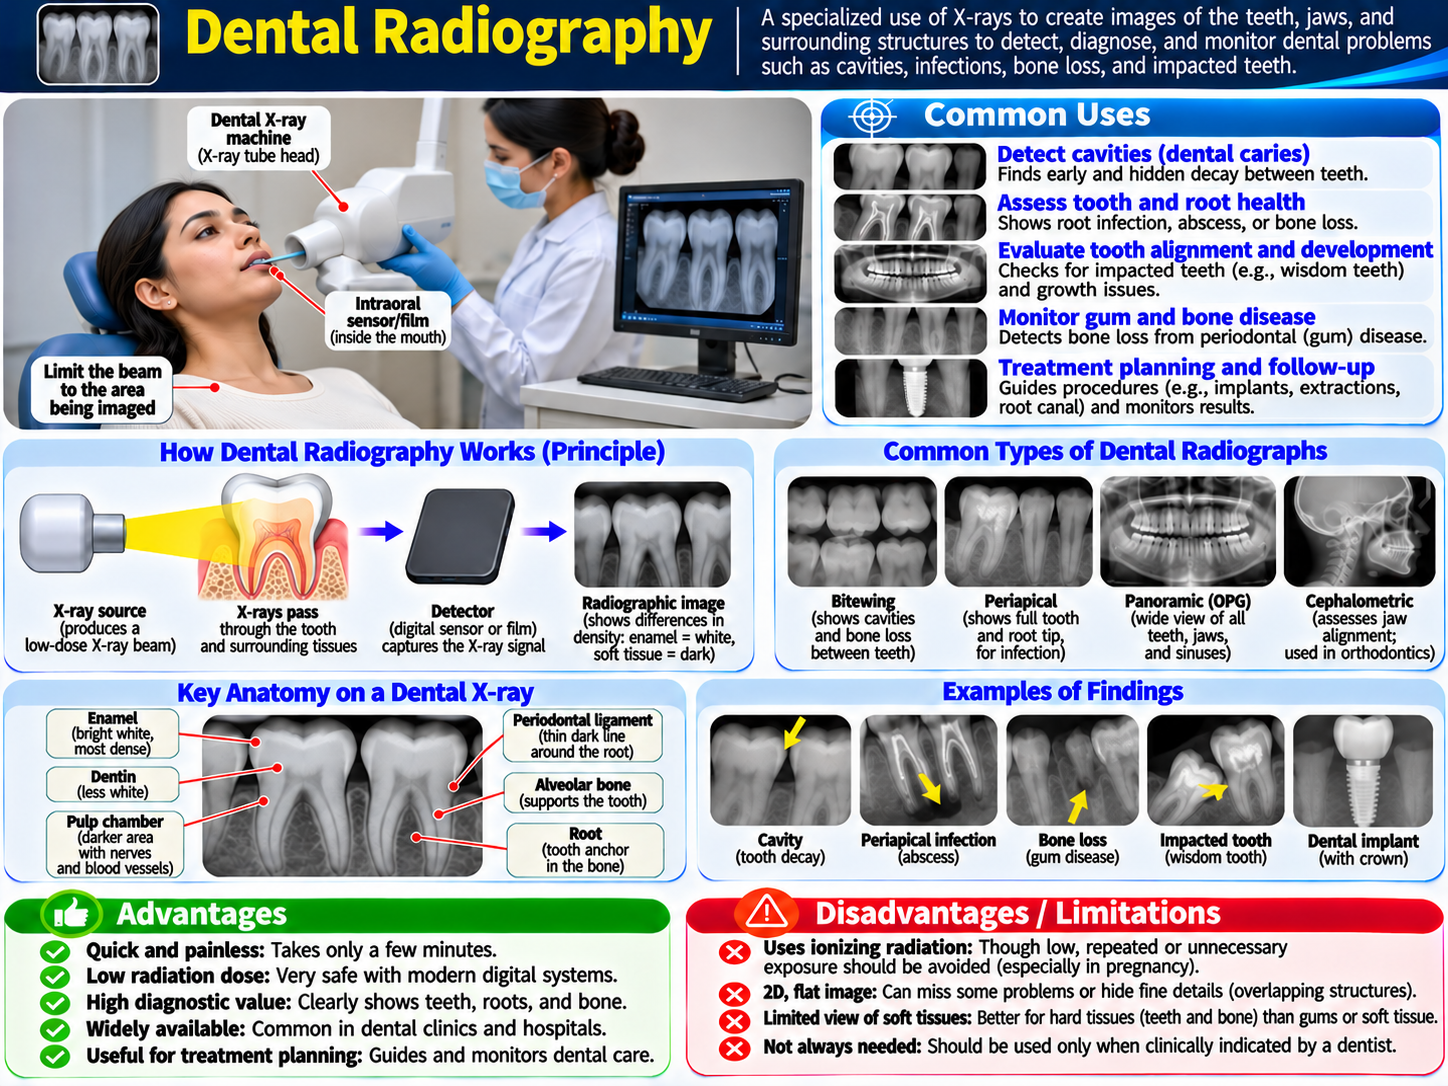 Dental Radiography
A specialized use of X-rays to create images of the teeth, jaws, and
surrounding structures to detect, diagnose, and monitor dental problems
such as cavities, infections, bone loss, and impacted teeth.
Dental X-ray
machine
(X-ray tube head)
Intraoral
sensor/film
(inside the mouth)
Limit the beam
to the area
being imaged
Common Uses
Detect cavities (dental caries)
Finds early and hidden decay between teeth.
Assess tooth and root health
Shows root infection, abscess, or bone loss.
Evaluate tooth alignment and development
Checks for impacted teeth (e.g., wisdom teeth)
and growth issues.
Monitor gum and bone disease
Detects bone loss from periodontal (gum) disease.
Treatment planning and follow-up
Guides procedures (e.g., implants, extractions,
root canal) and monitors results.
How Dental Radiography Works (Principle)
X-ray source
(produces a
low-dose X-ray beam)
X-rays pass
through the tooth
and surrounding tissues
Detector
(digital sensor or film)
captures the X-ray signal
Radiographic image
(shows differences in
density: enamel = white,
soft tissue = dark)
Common Types of Dental Radiographs
Bitewing
(shows cavities
and bone loss
between teeth)
Periapical
(shows full tooth
and root tip,
for infection)
Panoramic (OPG)
(wide view of all
teeth, jaws,
and sinuses)
Cephalometric
(assesses jaw
alignment;
used in orthodontics)
Key Anatomy on a Dental X-ray
Enamel
(bright white,
most dense)
Dentin
(less white)
Pulp chamber
(darker area
with nerves
and blood vessels)
Periodontal ligament
(thin dark line
around the root)
Alveolar bone
(supports the tooth)
Root
(tooth anchor
in the bone)
Examples of Findings
Cavity
(tooth decay)
Periapical infection
(abscess)
Bone loss
(gum disease)
Impacted tooth
(wisdom tooth)
Dental implant
(with crown)
Advantages
Quick and painless: Takes only a few minutes.
Low radiation dose: Very safe with modern digital systems.
High diagnostic value: Clearly shows teeth, roots, and bone.
Widely available: Common in dental clinics and hospitals.
Useful for treatment planning: Guides and monitors dental care.
Disadvantages / Limitations
Uses ionizing radiation: Though low, repeated or unnecessary
exposure should be avoided (especially in pregnancy).
2D, flat image: Can miss some problems or hide fine details (overlapping structures).
Limited view of soft tissues: Better for hard tissues (teeth and bone) than gums or soft tissue.
Not always needed: Should be used only when clinically indicated by a dentist.